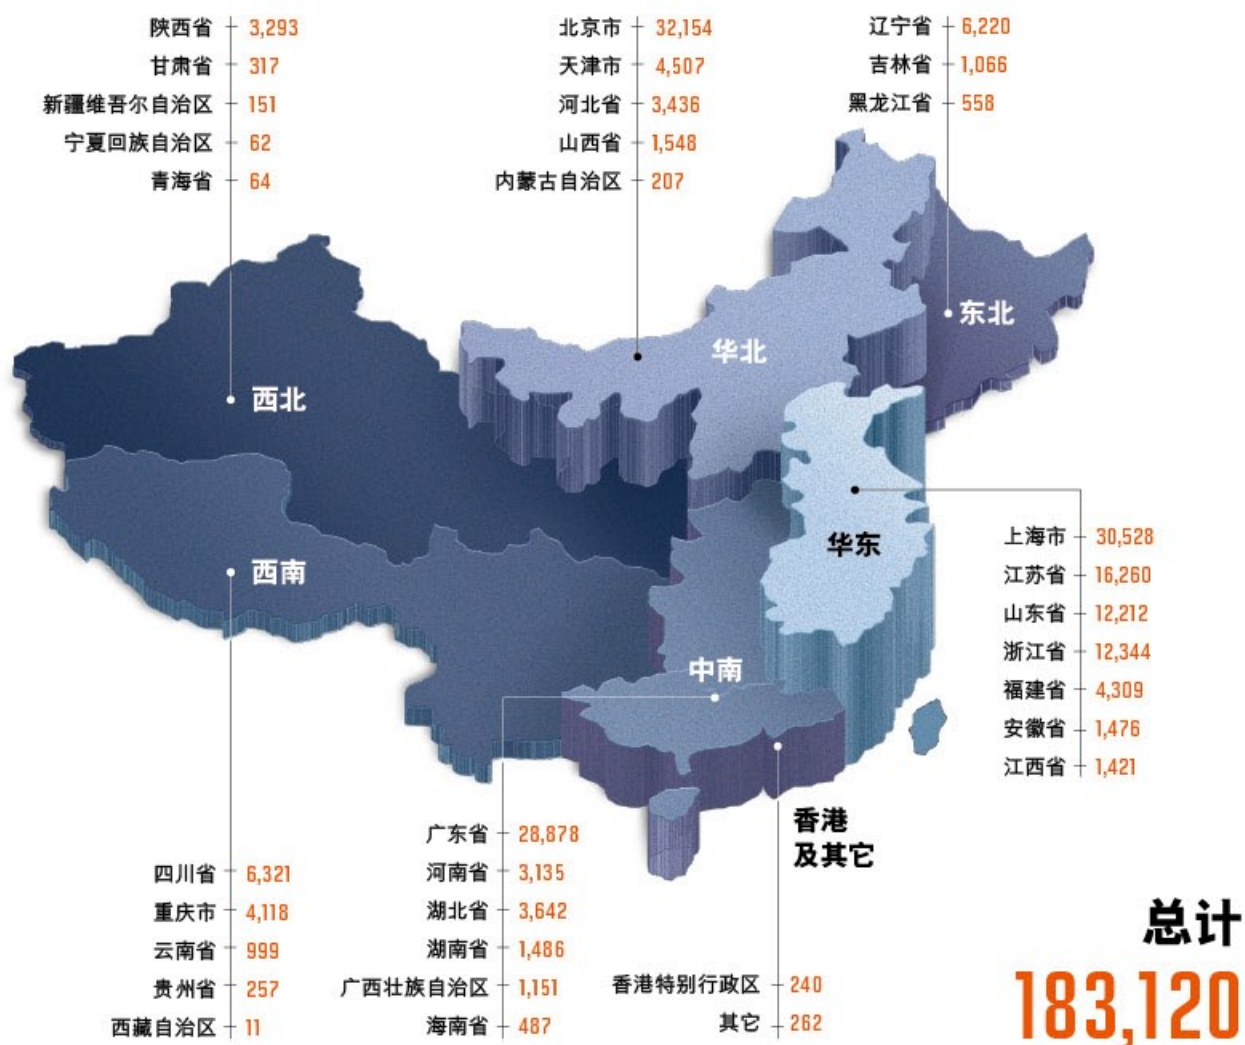 陕西省 3,293
甘肃省 317
新疆维吾尔自治区 151
宁夏回族自治区 62
青海省 64
北京市 32,154
天津市 4,507
河北省 3,436
山西省 1,548
内蒙古自治区 207
辽宁省 6,220
吉林省 1,066
黑龙江省 558
东北
华北
西北
华东
西南
中南
上海市 30,528
江苏省 16,260
山东省 12,212
浙江省 12,344
福建省 4,309
安徽省 1,476
江西省 1,421
四川省 6,321
重庆市 4,118
云南省 999
贵州省 257
西藏自治区 11
广东省 28,878
河南省 3,135
湖北省 3,642
湖南省 1,486
广西壮族自治区 1,151
海南省 487
香港
及其它
香港特别行政区 240
其它 262
总计
183,120